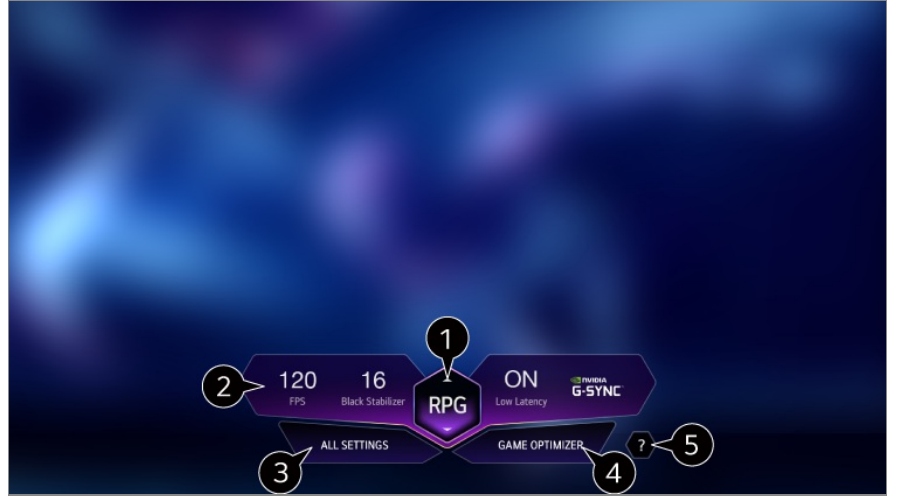 1
2
120 16 ON NVIDIA
FPS Black Stabilizer RPG Low Latency G-SYNC
ALL SETTINGS GAME OPTIMIZER ? 5
3 4